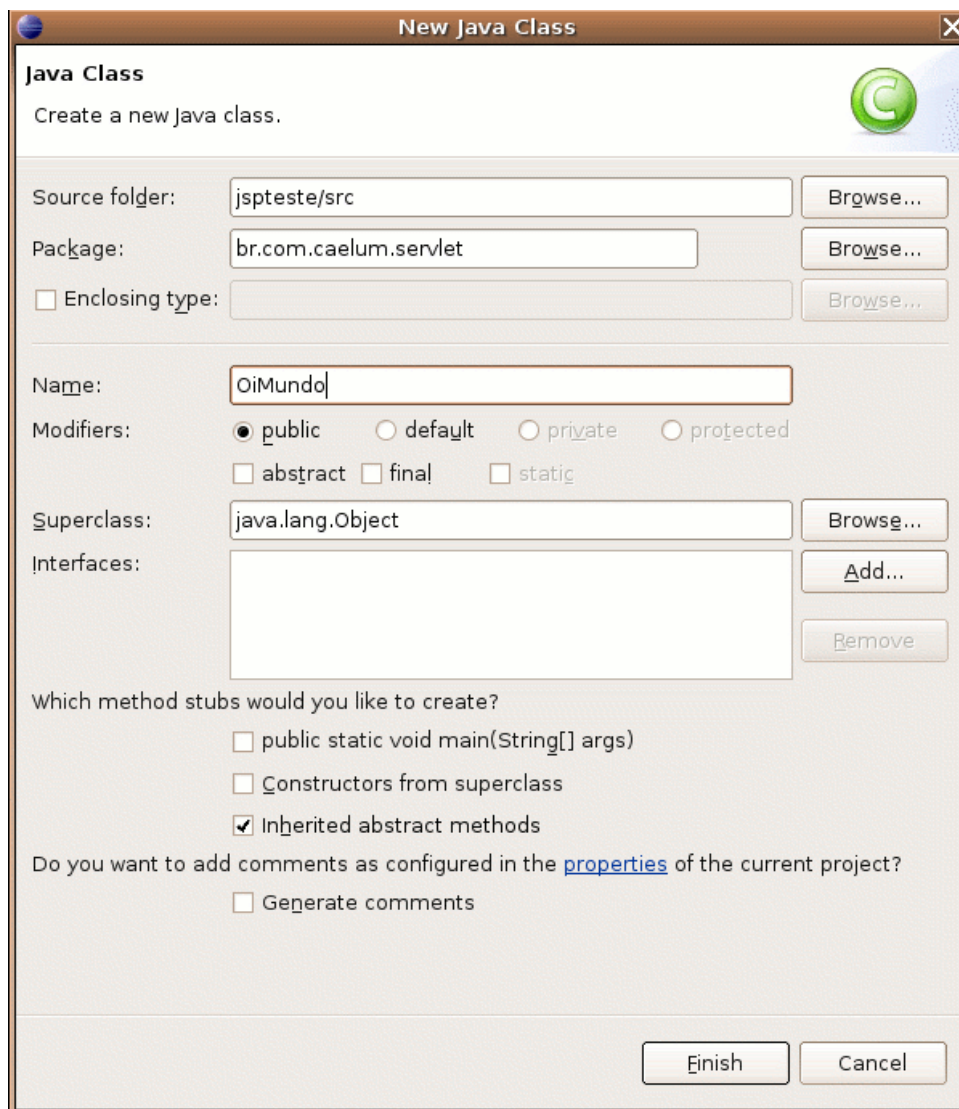 New Java Class
Java Class
Create a new Java class.
Source folder: jspteste/src Browse...
Package: br.com.caelum.servlet Browse...
Enclosing type: Browse...
Name: OiMundo
Modifiers: public default private protected
abstract final static
Superclass: java.lang.Object Browse...
Interfaces: Add...
Remove
Which method stubs would you like to create?
public static void main(String[] args)
Constructors from superclass
Inherited abstract methods
Do you want to add comments as configured in the properties of the current project?
Generate comments
Finish Cancel